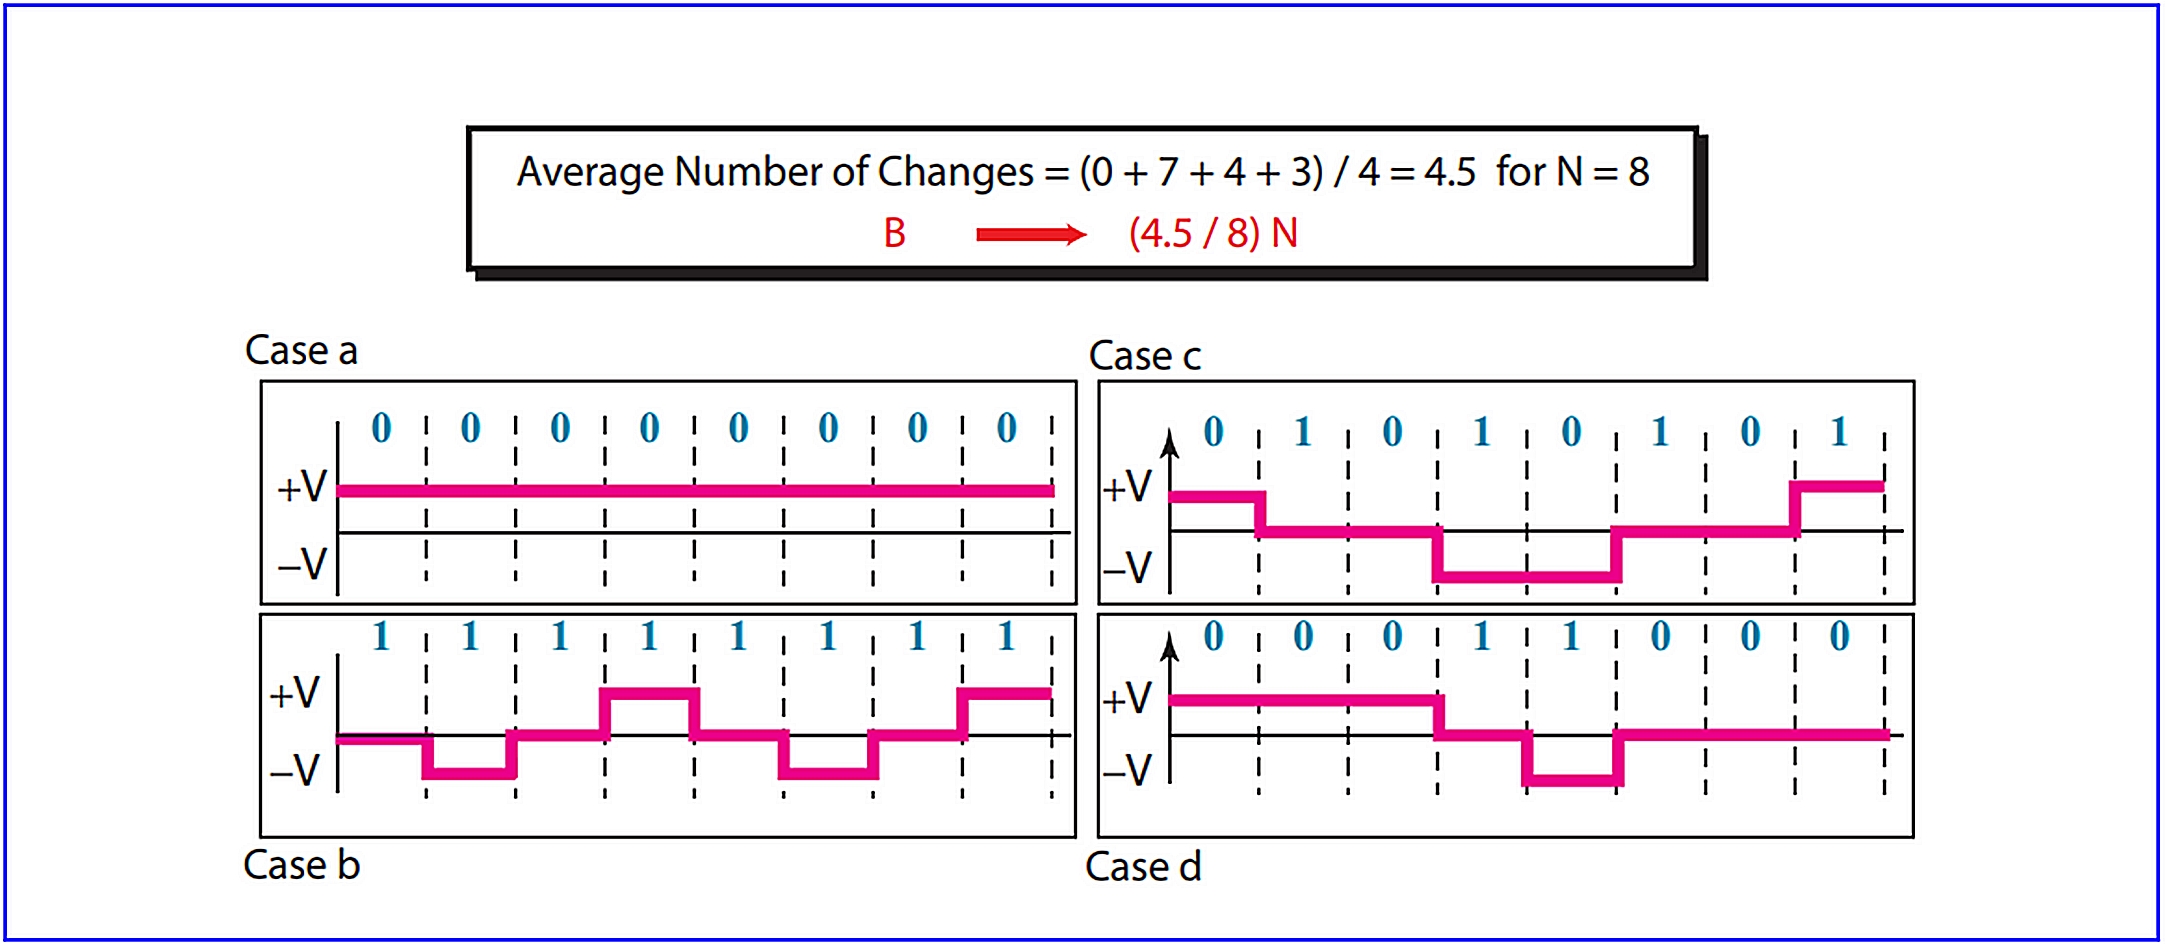 Average Number of Changes = (0 + 7 + 4 + 3) / 4 = 4.5 for N = 8
B (4.5 / 8) N
Case a
0 0 0 0 0 0 0 0
+V
–V
1 1 1 1 1 1 1 1
+V
–V
Case b
Case c
0 1 0 1 0 1 0 1
+V
–V
0 0 0 1 1 0 0 0
+V
–V
Case d